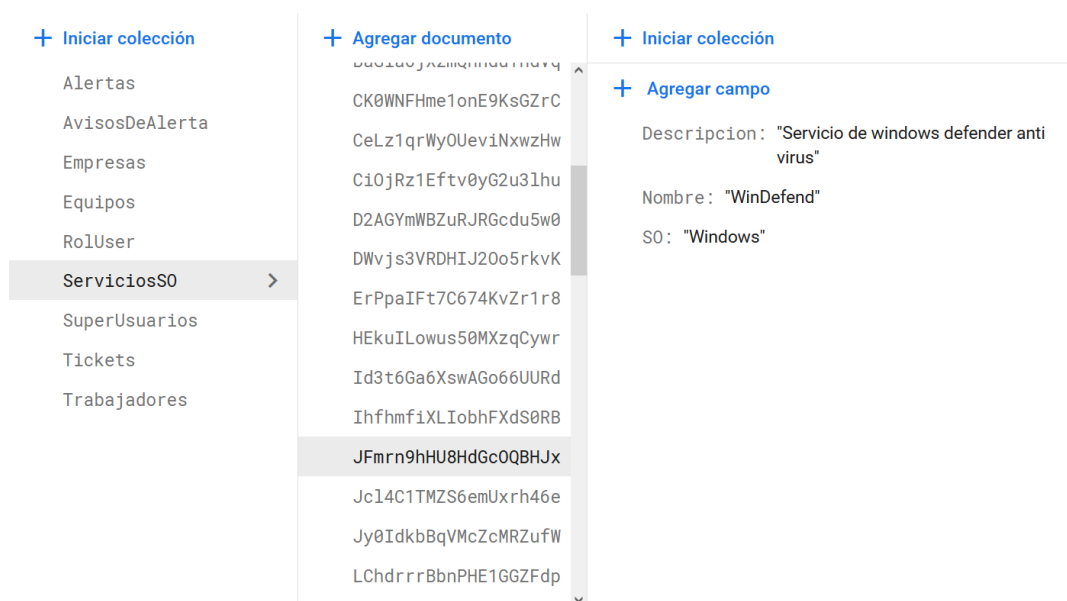 Iniciar colección
Alertas
AvisosDeAlerta
Empresas
Equipos
RolUser
ServiciosSO
SuperUsuarios
Tickets
Trabajadores
Agregar documento
CK0WNFHme1onE9KsGZrC
CeLz1qrWyOUeviNxwzHw
CiOjRz1Eftv0yG2u3lhu
D2AGYmWBZuRJRGcdu5w0
DWvjs3VRDHIJ2Oo5rkvK
ErPpaIFt7C674KvZr1r8
HEkuILowus50MXzqCywr
Id3t6Ga6XswAGo66UURd
IhfhmfiXLIobhFXdS0RB
JFmrn9hHU8HdGcOQBHJx
Jcl4C1TMZS6emUxrh46e
Jy0IdkbBqVMcZcMRZufW
LChdrrrBbnPHE1GGZFdp
Iniciar colección
Agregar campo
Descripcion: "Servicio de windows defender anti
virus"
Nombre: "WinDefend"
SO: "Windows"